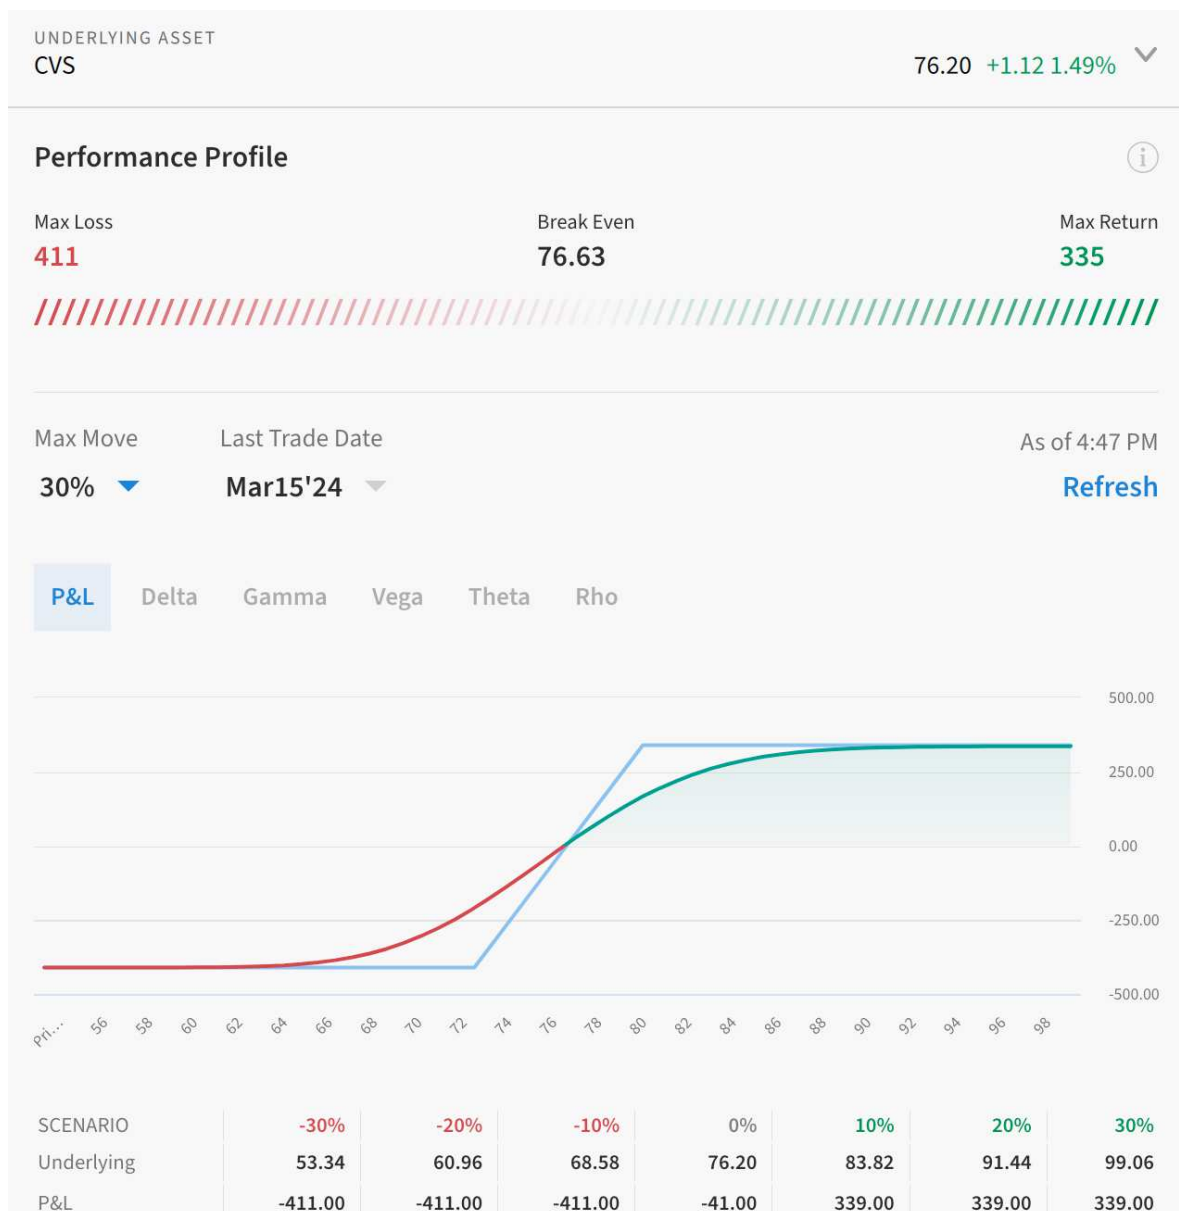 UNDERLYING ASSET
CVS
76.20 +1.12 1.49%
Performance Profile
i
Max Loss Break Even Max Return
411 76.63 335
Max Move Last Trade Date As of 4:47 PM
30% Mar15'24 Refresh
P&L Delta Gamma Vega Theta Rho
500.00
250.00
0.00
-250.00
-500.00
Pri... 56 58 60 62 64 66 68 70 72 74 76 78 80 82 84 86 88 90 92 94 96 98
SCENARIO -30% -20% -10% 0% 10% 20% 30%
Underlying 53.34 60.96 68.58 76.20 83.82 91.44 99.06
P&L -411.00 -411.00 -411.00 -41.00 339.00 339.00 339.00